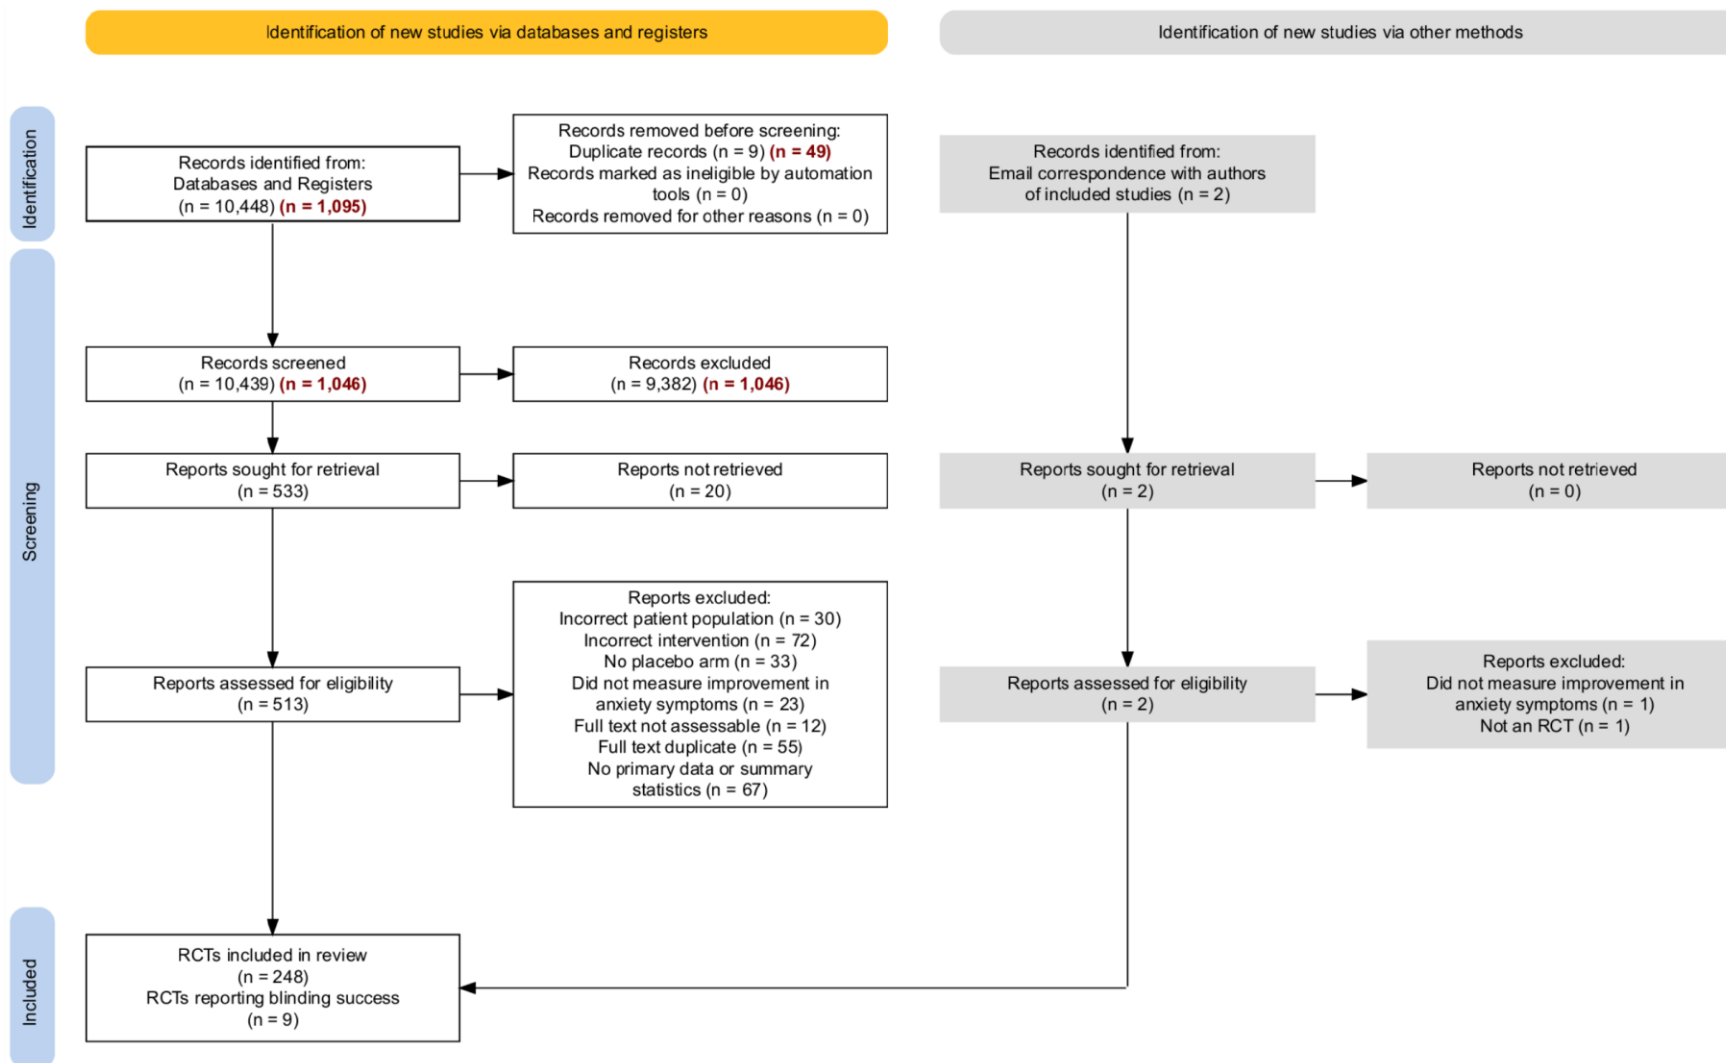 Identification of new studies via databases and registers
Identification of new studies via other methods
Identification
Records identified from:
Databases and Registers
(n = 10,448) (n = 1,095)
Records removed before screening:
Duplicate records (n = 9) (n = 49)
Records marked as ineligible by automation
tools (n = 0)
Records removed for other reasons (n = 0)
Records identified from:
Email correspondence with authors
of included studies (n = 2)
Screening
Records screened
(n = 10,439) (n = 1,046)
Records excluded
(n = 9,382) (n = 1,046)
Reports sought for retrieval
(n = 533)
Reports not retrieved
(n = 20)
Reports sought for retrieval
(n = 2)
Reports not retrieved
(n = 0)
Reports assessed for eligibility
(n = 513)
Reports excluded:
Incorrect patient population (n = 30)
Incorrect intervention (n = 72)
No placebo arm (n = 33)
Did not measure improvement in
anxiety symptoms (n = 23)
Full text not assessable (n = 12)
Full text duplicate (n = 55)
No primary data or summary
statistics (n = 67)
Reports assessed for eligibility
(n = 2)
Reports excluded:
Did not measure improvement in
anxiety symptoms (n = 1)
Not an RCT (n = 1)
Included
RCTs included in review
(n = 248)
RCTs reporting blinding success
(n = 9)